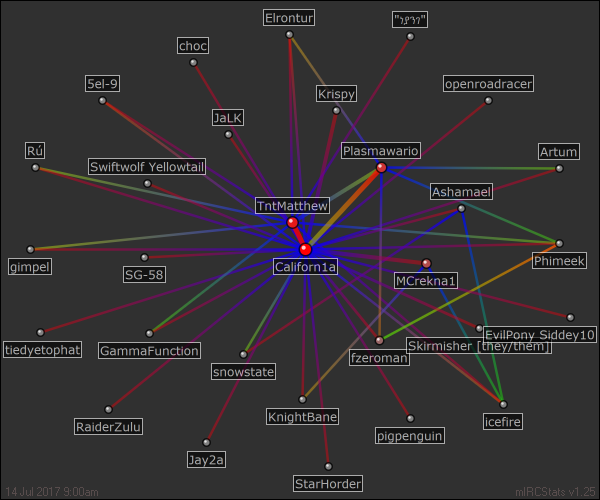 Elrontur
choc
5el-9
Krispy
openroadracer
JaLK
Rú
Swiftwolf Yellowtail
Plasmawario
Artum
Ashamael
TntMatthew
gimpel
SG-58
Californ1a
MCrekna1
Phimeek
tiedyetophat
GammaFunction
snowstate
fzeroman
Skirmisher [they/them]
EvilPony
Siddey10
RaiderZulu
KnightBane
pigpenguin
icefire
Jay2a
StarHorder
14 Jul 2017 9:00am
mIRCStats v1.25